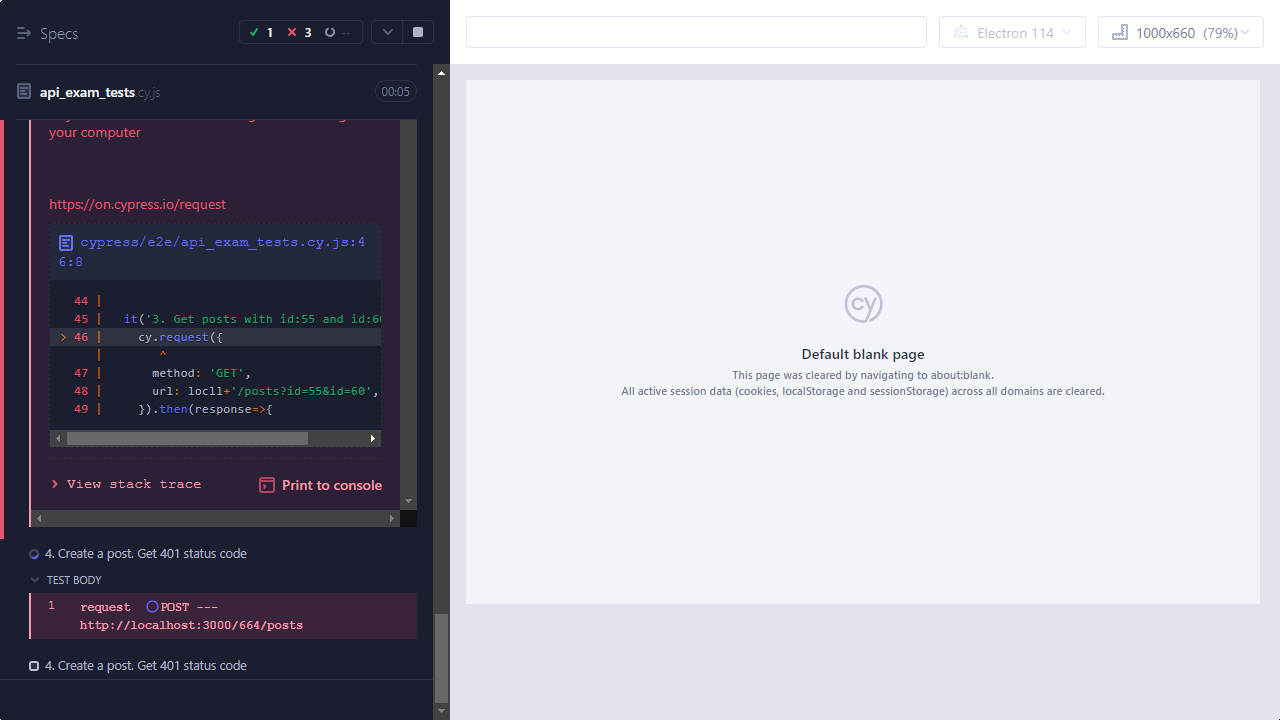 Specs
1 3 --
Electron 114
1000x660 (79%)
api_exam_tests.cy.js
00:05
your computer
https://on.cypress.io/request
cypress/e2e/api_exam_tests.cy.js:4
6:8
44 |
45 | it('3. Get posts with id:55 and id:60
> 46 | cy.request({
| ^
47 | method: 'GET',
48 | url: locll+'/posts?id=55&id=60',
49 | }).then(response=>{
View stack trace
Print to console
4. Create a post. Get 401 status code
TEST BODY
1 request POST ---
http://localhost:3000/664/posts
4. Create a post. Get 401 status code
cy
Default blank page
This page was cleared by navigating to about:blank.
All active session data (cookies, localStorage and sessionStorage) across all domains are cleared.